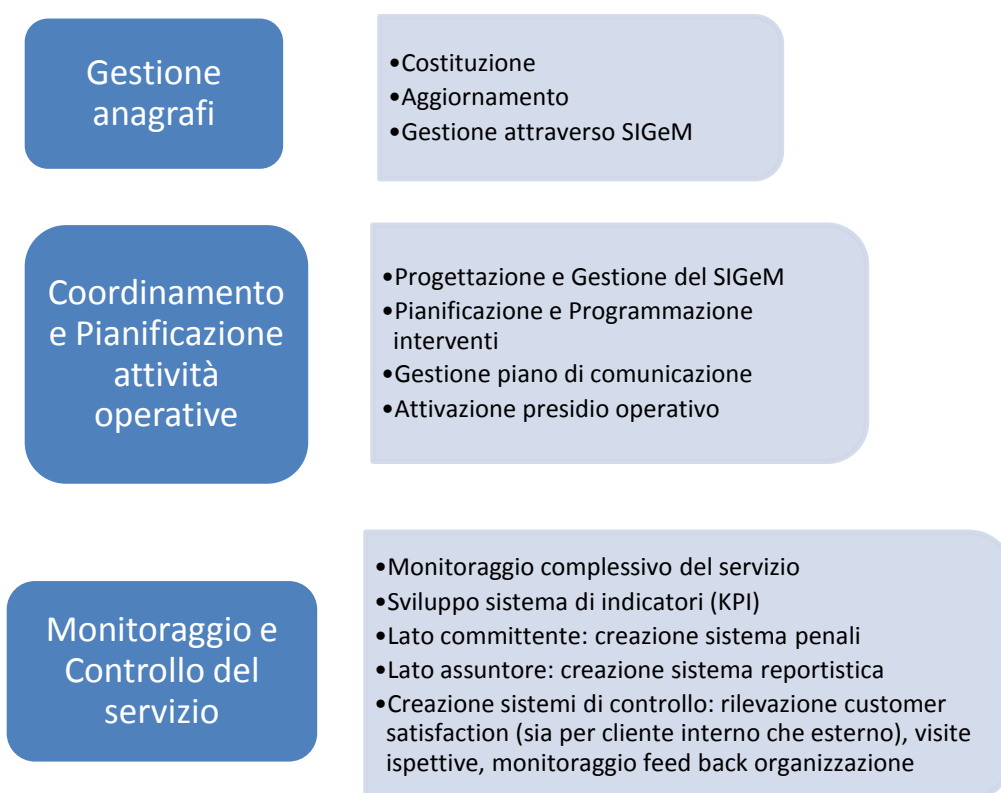 Gestione
anagrafi
•Costituzione
•Aggiornamento
•Gestione attraverso SIGeM
Coordinamento
e Pianificazione
attività
operative
•Progettazione e Gestione del SIGeM
•Pianificazione e Programmazione
interventi
•Gestione piano di comunicazione
•Attivazione presidio operativo
Monitoraggio e
Controllo del
servizio
•Monitoraggio complessivo del servizio
•Sviluppo sistema di indicatori (KPI)
•Lato committente: creazione sistema penali
•Lato assuntore: creazione sistema reportistica
•Creazione sistemi di controllo: rilevazione customer
satisfaction (sia per cliente interno che esterno), visite
ispettive, monitoraggio feed back organizzazione